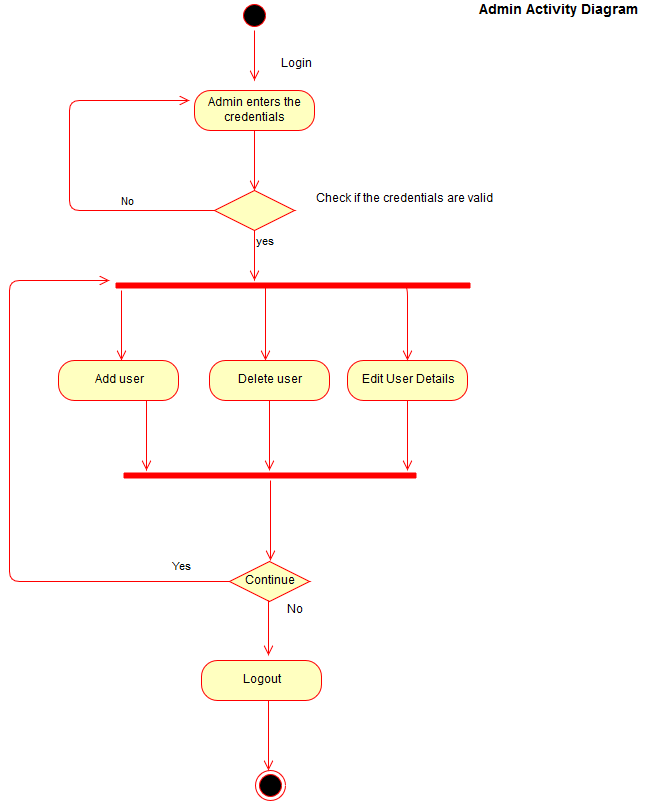 Admin Activity Diagram
Login
Admin enters the
credentials
No
Check if the credentials are valid
yes
Add user
Delete user
Edit User Details
Yes
Continue
No
Logout